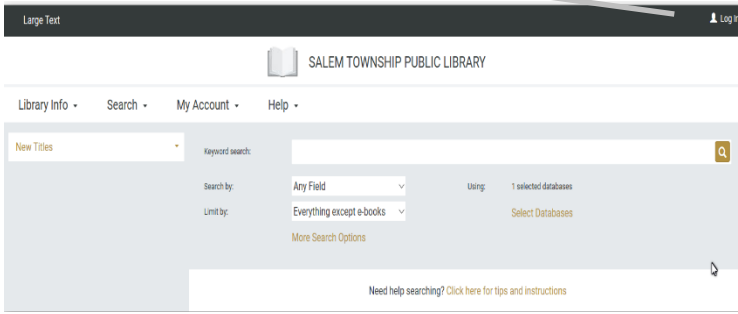 Large Text
Log in
SALEM TOWNSHIP PUBLIC LIBRARY
Library Info Search My Account Help
New Titles
Keyword search:
Search by: Any Field Using: 1 selected databases
Limit by: Everything except e-books Select Databases
More Search Options
Need help searching? Click here for tips and instructions